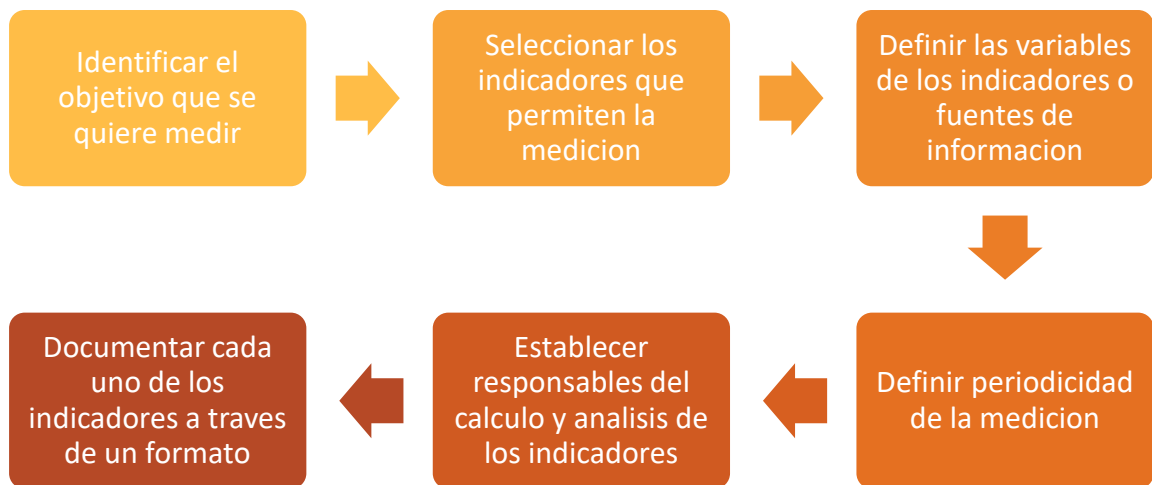 Identificar el
objetivo que se
quiere medir
Seleccionar los
indicadores que
permiten la
medicion
Definir las variables
de los indicadores o
fuentes de
informacion
Definir periodicidad
de la medicion
Establecer
responsables del
calculo y analisis de
los indicadores
Documentar cada
uno de los
indicadores a traves
de un formato